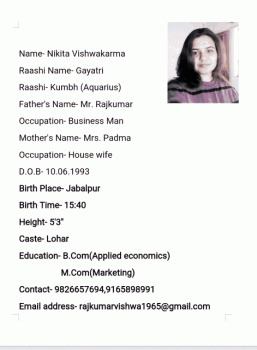 Name- Nikita Vishwakarma
Raashi Name- Gayatri
Raashi- Kumbh (Aquarius)
Father's Name- Mr. Rajkumar
Occupation- Business Man
Mother's Name- Mrs. Padma
Occupation- House wife
D.O.B- 10.06.1993
Birth Place- Jabalpur
Birth Time- 15:40
Height- 5'3"
Caste- Lohar
Education- B.Com(Applied economics)
M.Com(Marketing)
Contact- 9826657694,9165898991
Email address- rajkumarvishwa1965@gmail.com